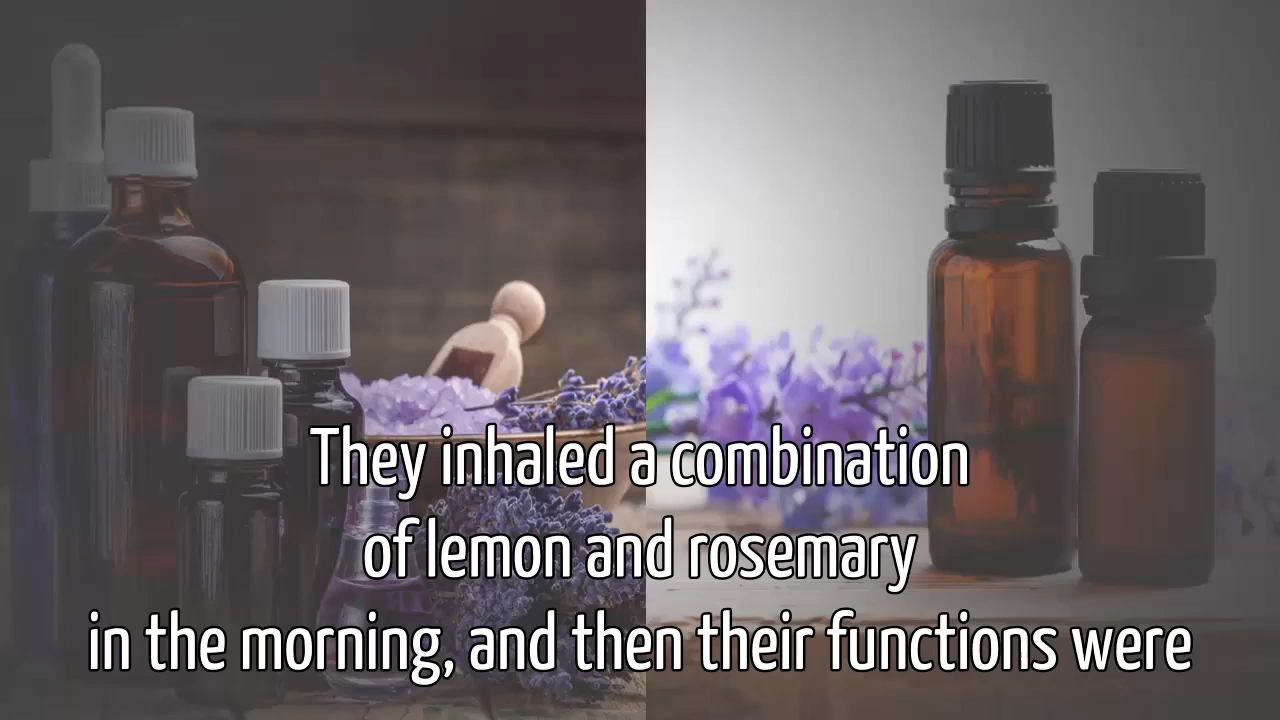 They inhaled a combination
of lemon and rosemary
in the morning, and then their functions were